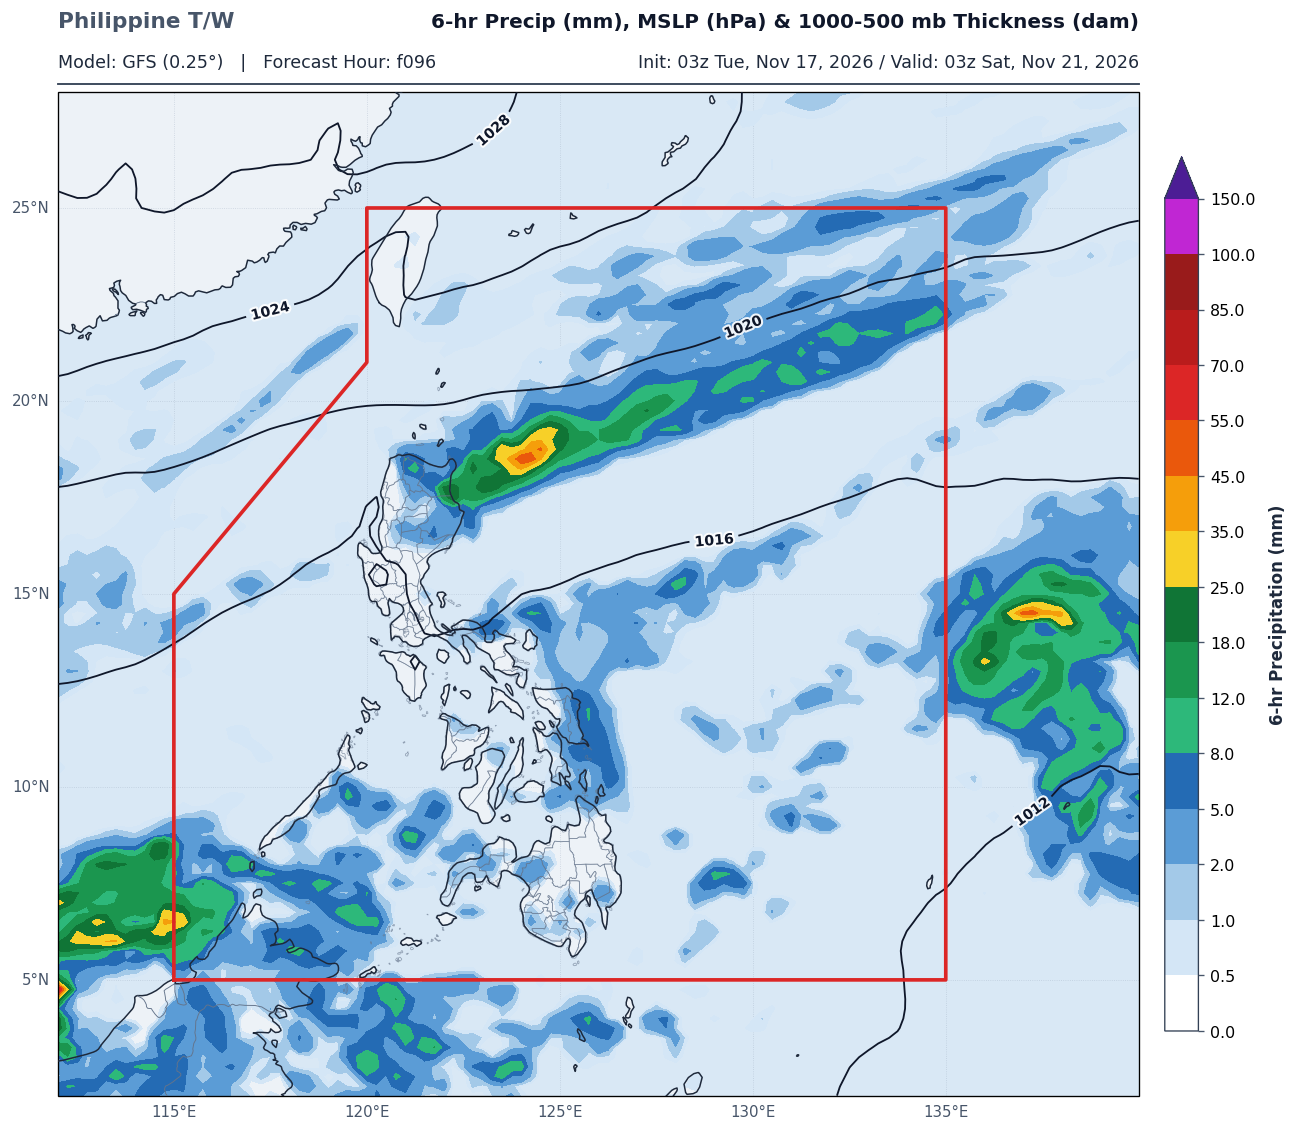 Philippine T/W
6-hr Precip (mm), MSLP (hPa) & 1000-500 mb Thickness (dam)
Model: GFS (0.25°) | Forecast Hour: f096
Init: 03z Tue, Nov 17, 2026 / Valid: 03z Sat, Nov 21, 2026
1028
1024
1020
1016
1012
25°N
20°N
15°N
10°N
5°N
115°E
120°E
125°E
130°E
135°E
150.0
100.0
85.0
70.0
55.0
45.0
35.0
25.0
18.0
12.0
8.0
5.0
2.0
1.0
0.5
0.0
6-hr Precipitation (mm)